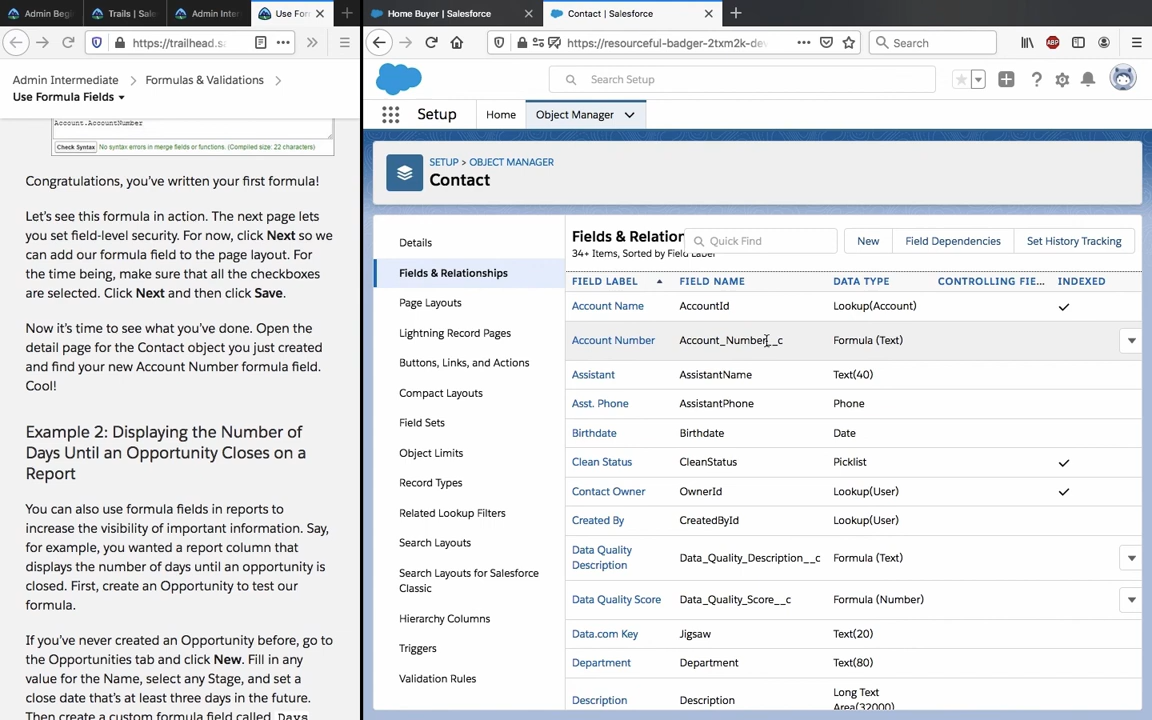 Admin Beg
Trails | Sal
Admin Inter
Use For
Home Buyer | Salesforce
Contact | Salesforce
https://trailhead.sa
https://resourceful-badger-2txm2k-dev
Search
Admin Intermediate
Formulas & Validations
Use Formula Fields
Search Setup
Setup
Home
Object Manager
Account.AccountNumber
Check Syntax
No syntax errors in merge fields or functions. (Compiled size: 22 characters)
Congratulations, you've written your first formula!
Let's see this formula in action. The next page lets
you set field-level security. For now, click Next so we
can add our formula field to the page layout. For
the time being, make sure that all the checkboxes
are selected. Click Next and then click Save.
Now it's time to see what you've done. Open the
detail page for the Contact object you just created
and find your new Account Number formula field.
Cool!
Example 2: Displaying the Number of
Days Until an Opportunity Closes on a
Report
You can also use formula fields in reports to
increase the visibility of important information. Say,
for example, you wanted a report column that
displays the number of days until an opportunity is
closed. First, create an Opportunity to test our
formula.
If you've never created an Opportunity before, go to
the Opportunities tab and click New. Fill in any
value for the Name, select any Stage, and set a
close date that's at least three days in the future.
Then create a custom formula field called Days
SETUP > OBJECT MANAGER
Contact
Details
Fields & Relationships
Page Layouts
Lightning Record Pages
Buttons, Links, and Actions
Compact Layouts
Field Sets
Object Limits
Record Types
Related Lookup Filters
Search Layouts
Search Layouts for Salesforce
Classic
Hierarchy Columns
Triggers
Validation Rules
Fields & Relation
34+ Items, Sorted by Field Label
Quick Find
New
Field Dependencies
Set History Tracking
FIELD LABEL
FIELD NAME
DATA TYPE
CONTROLLING FIE...
INDEXED
Account Name
AccountId
Lookup(Account)
Account Number
Account_Number__c
Formula (Text)
Assistant
AssistantName
Text(40)
Asst. Phone
AssistantPhone
Phone
Birthdate
Birthdate
Date
Clean Status
CleanStatus
Picklist
Contact Owner
OwnerId
Lookup(User)
Created By
CreatedById
Lookup(User)
Data Quality
Description
Data_Quality_Description__c
Formula (Text)
Data Quality Score
Data_Quality_Score__c
Formula (Number)
Data.com Key
Jigsaw
Text(20)
Department
Department
Text(80)
Description
Description
Long Text
Area(32000)